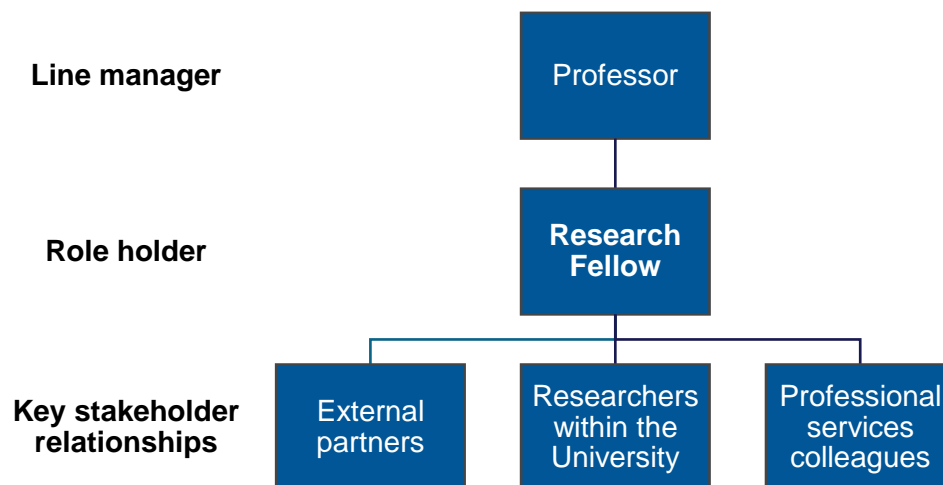 Line manager
Professor
Role holder
Research
Fellow
Key stakeholder
relationships
External
partners
Researchers
within the
University
Professional
services
colleagues